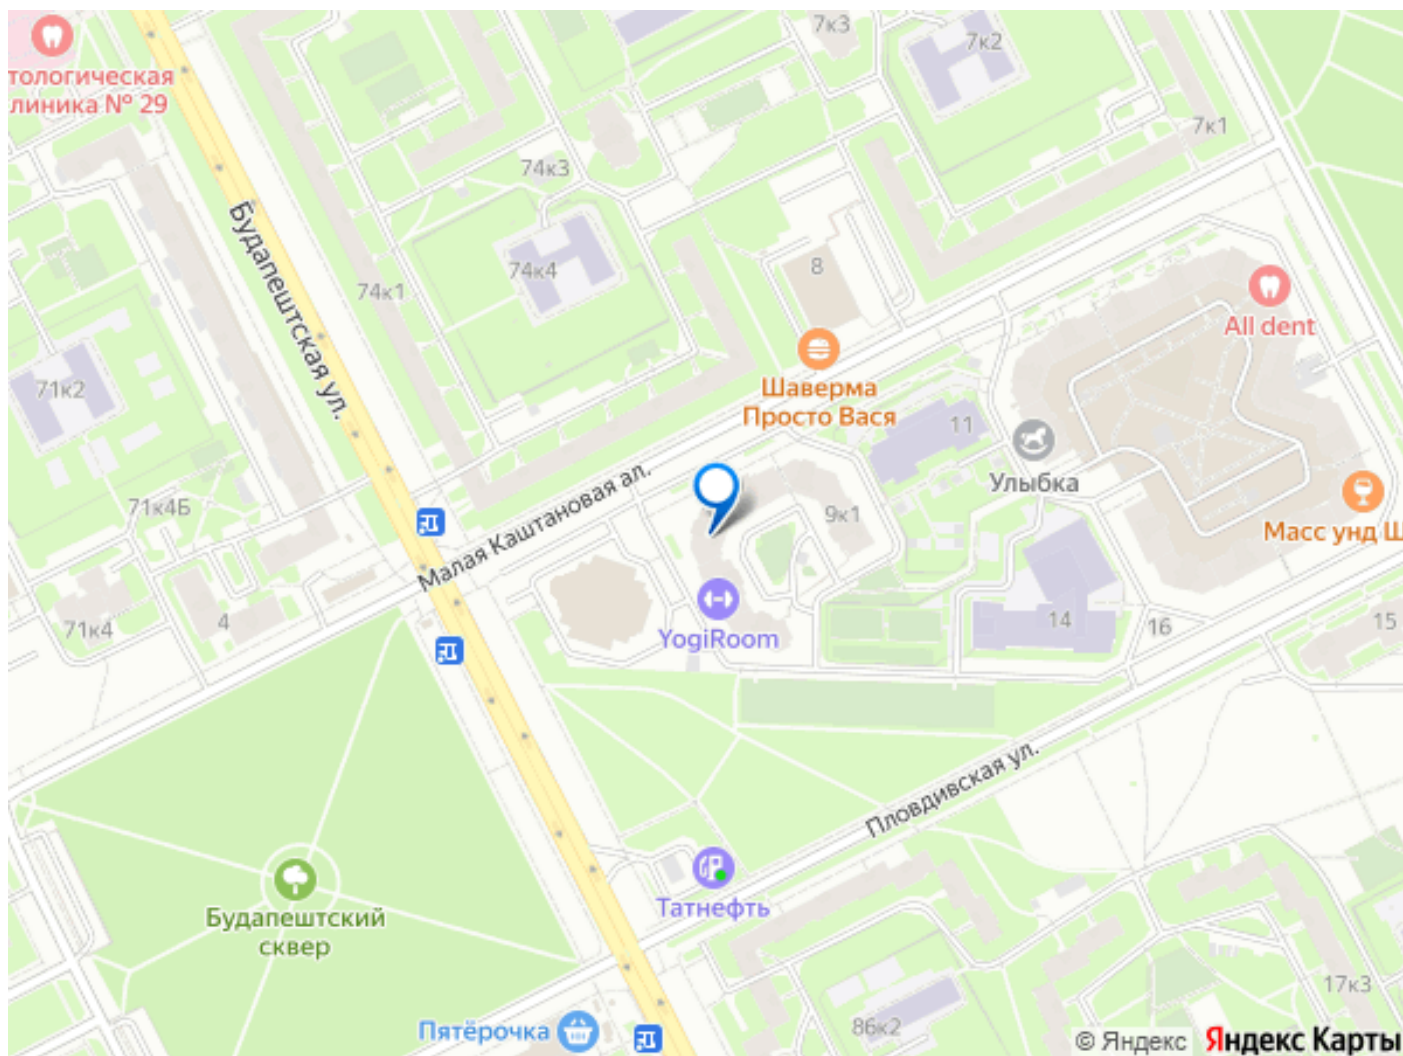 7к3
7к2
тологическая
линика № 29
7к1
74к3
Будапештская ул.
74к4
8
74к1
All dent
71к2
Шаверма
Просто Вася
11
Малая Каштановая ал.
Улыбка
71к4Б
9к1
Масс унд Ш
4
71к4
YogiRoom
14
16
15
Пловдивская ул.
Татнефть
Будапештский
сквер
17к3
Пятёрочка
86к2
© Яндекс Яндекс Карты